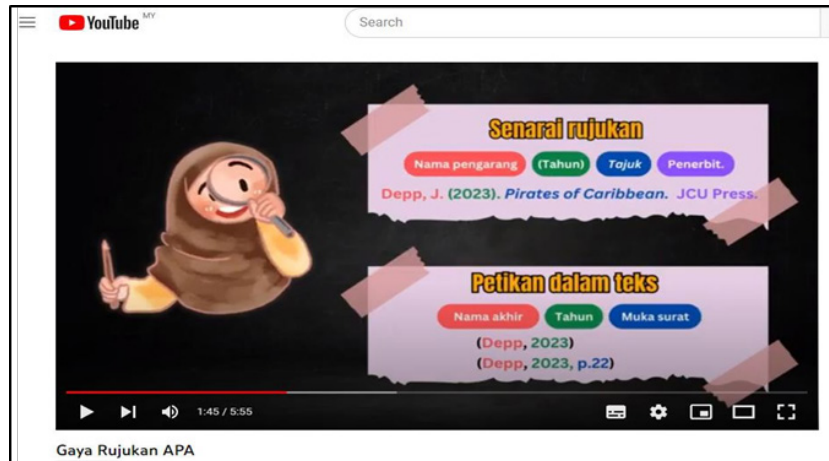 YouTube MY
Search
Senarai rujukan
Nama pengarang (Tahun) Tajuk Penerbit.
Depp, J. (2023). Pirates of Caribbean. JCU Press.
Petikan dalam teks
Nama akhir Tahun Muka surat
(Depp, 2023)
(Depp, 2023, p.22)
1:45 / 5:55
Gaya Rujukan APA